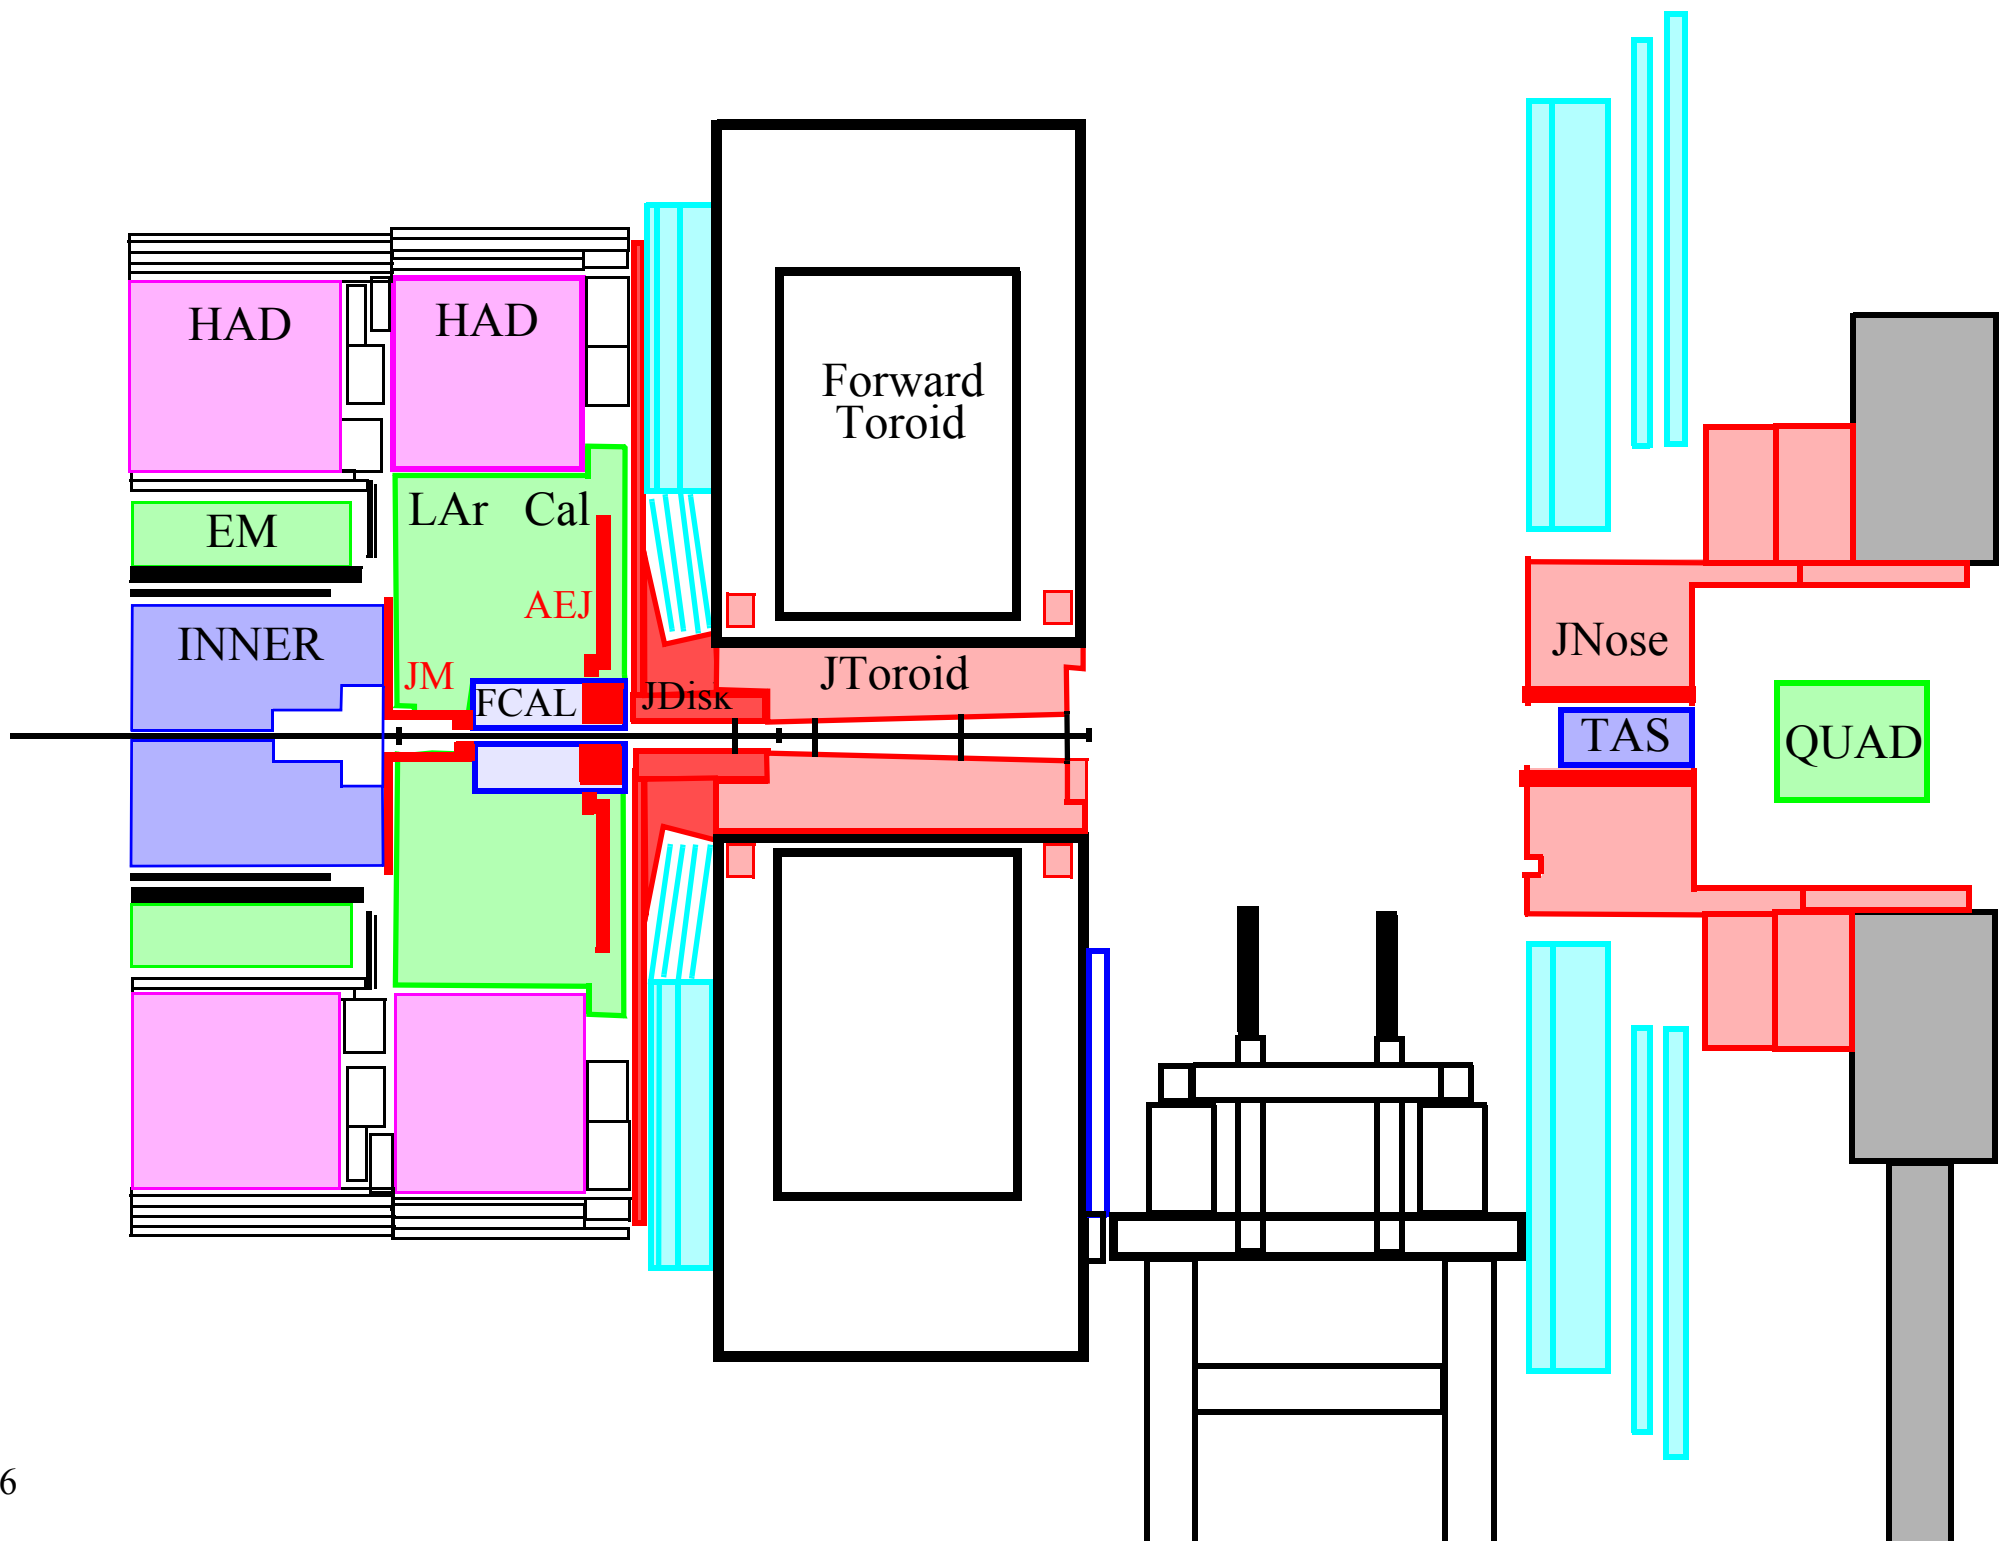 HAD
HAD
Forward
Toroid
LAr Cal
EM
AEJ
INNER
JM
FCAL
JDisk
JToroid
JNose
TAS
QUAD
6